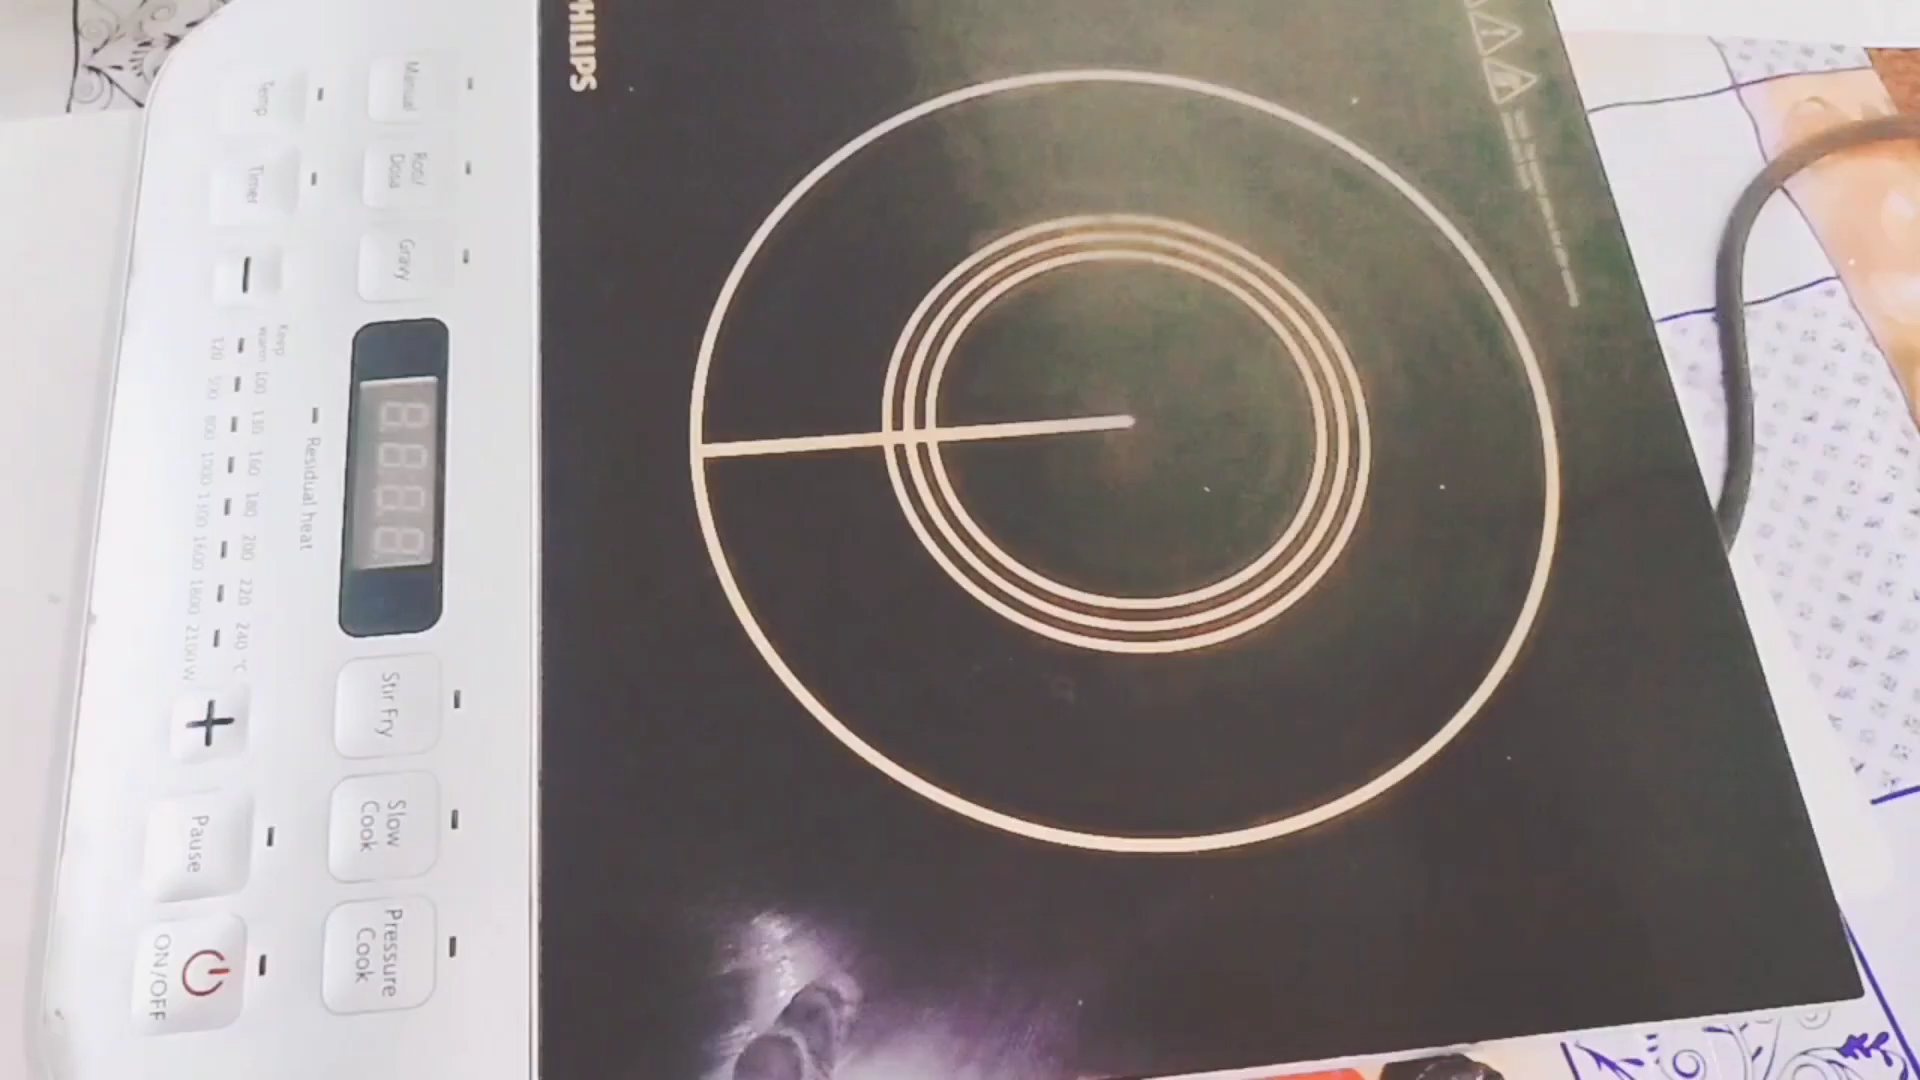 PHILIPS
Manual
Roti/
Dosa
Gravy
Stir Fry
Slow
Cook
Pressure
Cook
Residual heat
Temp
Timer
−
Keep
warm 100 130 160 180 200 220 240 °C
120 500 800 1000 1300 1600 1800 2100 W
+
Pause
ON/OFF